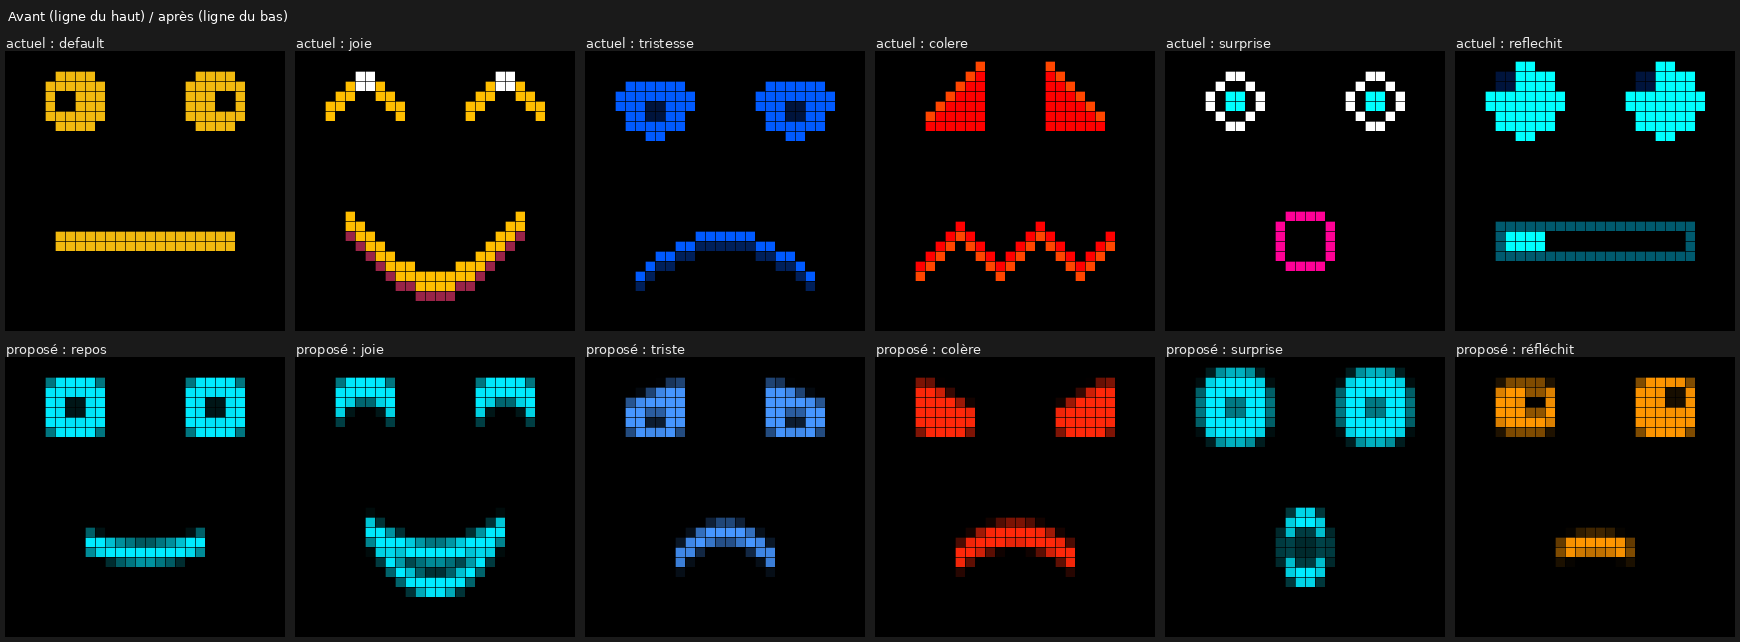 Avant (ligne du haut) / après (ligne du bas)
actuel : default
actuel : joie
actuel : tristesse
actuel : colere
actuel : surprise
actuel : reflechit
proposé : repos
proposé : joie
proposé : triste
proposé : colère
proposé : surprise
proposé : réfléchit